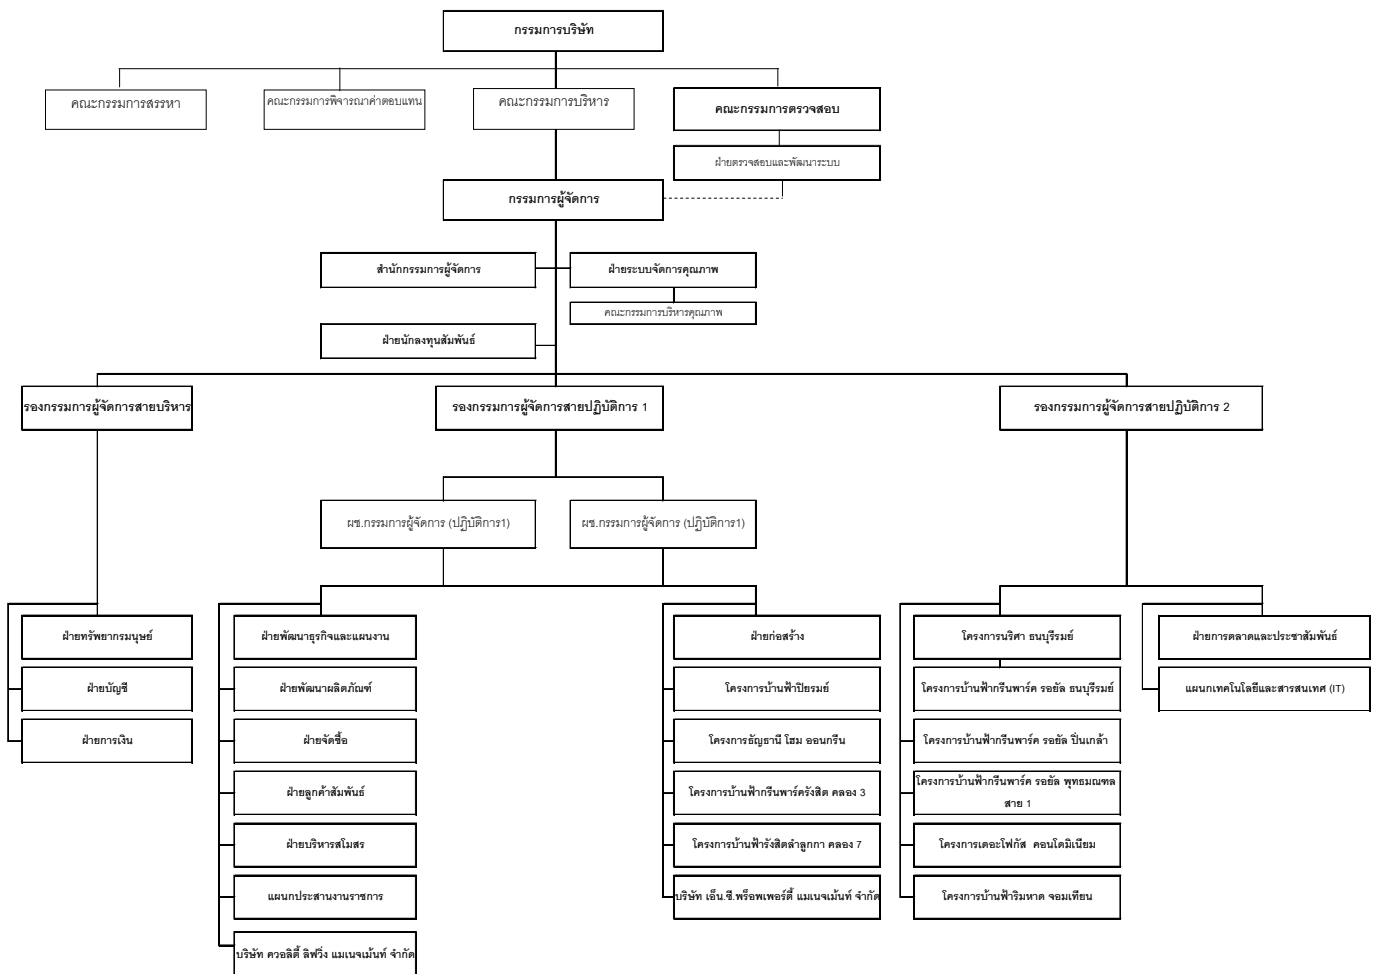 กรรมการบริษัท
คณะกรรมการสรรหา
คณะกรรมการพิจารณาค่าตอบแทน
คณะกรรมการบริหาร
คณะกรรมการตรวจสอบ
ฝ่ายตรวจสอบและพัฒนาระบบ
กรรมการผู้จัดการ
สำนักกรรมการผู้จัดการ
ฝ่ายระบบจัดการคุณภาพ
คณะกรรมการบริหารคุณภาพ
ฝ่ายนักลงทุนสัมพันธ์
รองกรรมการผู้จัดการสายบริหาร
รองกรรมการผู้จัดการสายปฏิบัติการ 1
รองกรรมการผู้จัดการสายปฏิบัติการ 2
ผช.กรรมการผู้จัดการ (ปฏิบัติการ1)
ผช.กรรมการผู้จัดการ (ปฏิบัติการ1)
ฝ่ายทรัพยากรมนุษย์
ฝ่ายบัญชี
ฝ่ายการเงิน
ฝ่ายพัฒนาธุรกิจและแผนงาน
ฝ่ายพัฒนาผลิตภัณฑ์
ฝ่ายจัดซื้อ
ฝ่ายลูกค้าสัมพันธ์
ฝ่ายบริหารสโมสร
แผนกประสานงานราชการ
บริษัท ควอลิตี้ ลิฟวิ่ง แมเนจเม้นท์ จำกัด
ฝ่ายก่อสร้าง
โครงการบ้านฟ้าปิยรมย์
โครงการธัญธานี โฮม ออนกรีน
โครงการบ้านฟ้ากรีนพาร์ครังสิต คลอง 3
โครงการบ้านฟ้ารังสิตลำลูกกา คลอง 7
บริษัท เอ็น.ซี.พร็อพเพอร์ตี้ แมเนจเม้นท์ จำกัด
โครงการนริศา ธนบุรีรมย์
โครงการบ้านฟ้ากรีนพาร์ค รอยัล ธนบุรีรมย์
โครงการบ้านฟ้ากรีนพาร์ค รอยัล ปิ่นเกล้า
โครงการบ้านฟ้ากรีนพาร์ค รอยัล พุทธมณฑล
สาย 1
โครงการเดอะโฟกัส คอนโดมิเนียม
โครงการบ้านฟ้าริมหาด จอมเทียน
ฝ่ายการตลาดและประชาสัมพันธ์
แผนกเทคโนโลยีและสารสนเทศ (IT)